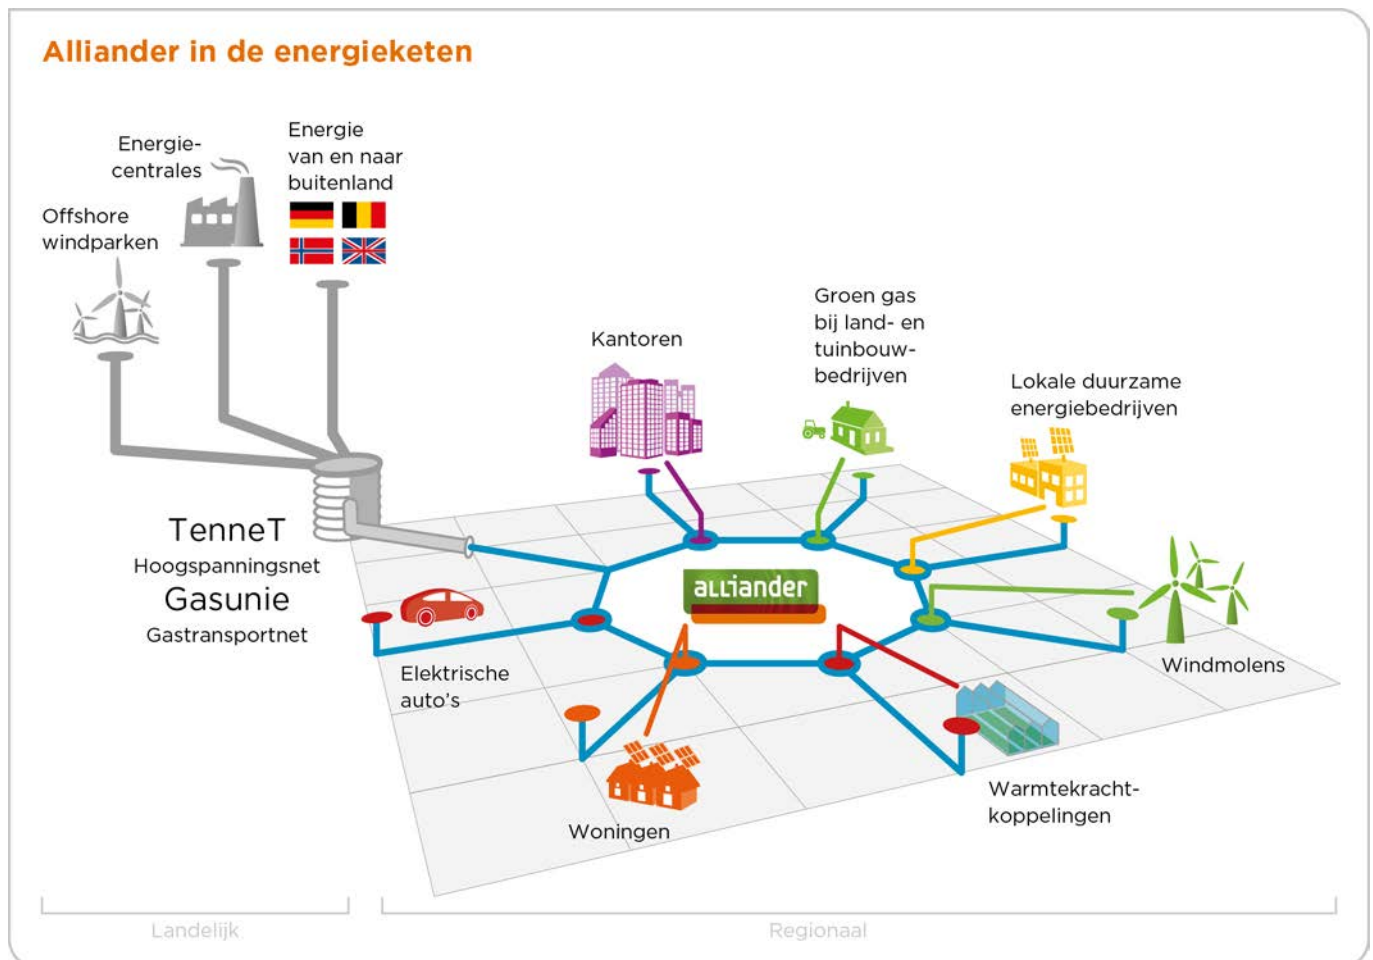 Alliander in de energieketen
Energie-
centrales
Energie
van en naar
buitenland
Offshore
windparken
Kantoren
Groen gas
bij land- en
tuinbouw-
bedrijven
Lokale duurzame
energiebedrijven
TenneT
Hoogspanningsnet
Gasunie
Gastransportnet
alliander
Elektrische
auto's
Windmolens
Woningen
Warmtekracht-
koppelingen
Landelijk
Regionaal